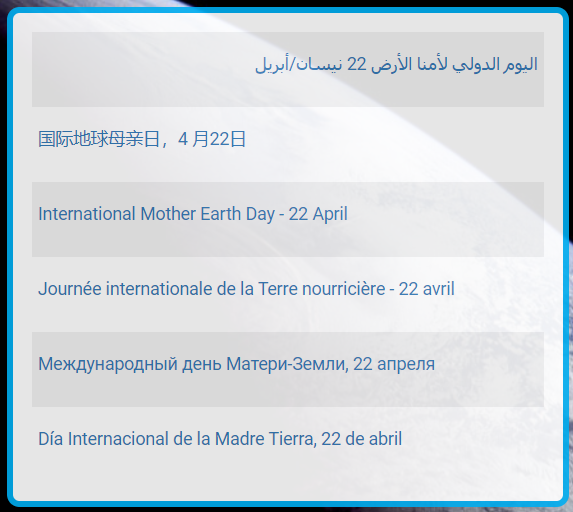 اليوم الدولي لأمنا الأرض 22 نيسان/أبريل
国际地球母亲日，4 月22日
International Mother Earth Day - 22 April
Journée internationale de la Terre nourricière - 22 avril
Международный день Матери-Земли, 22 апреля
Día Internacional de la Madre Tierra, 22 de abril